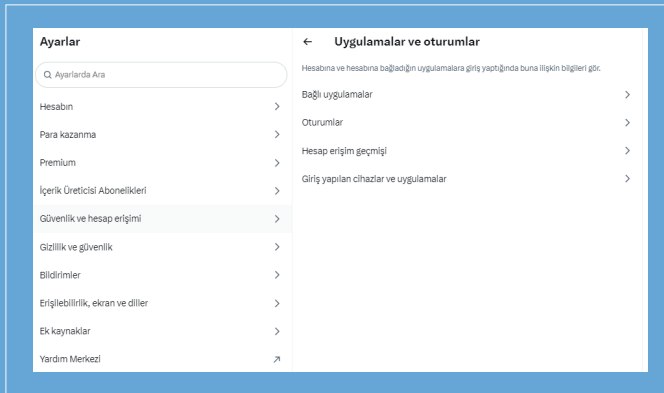 Ayarlar
Ayarlarda Ara
Hesabın
Para kazanma
Premium
İçerik Üreticisi Abonelikleri
Güvenlik ve hesap erişimi
Gizlilik ve güvenlik
Bildirimler
Erişilebilirlik, ekran ve diller
Ek kaynaklar
Yardım Merkezi
Uygulamalar ve oturumlar
Hesabına ve hesabına bağladığın uygulamalara giriş yaptığında buna ilişkin bilgileri gör.
Bağlı uygulamalar
Oturumlar
Hesap erişim geçmişi
Giriş yapılan cihazlar ve uygulamalar